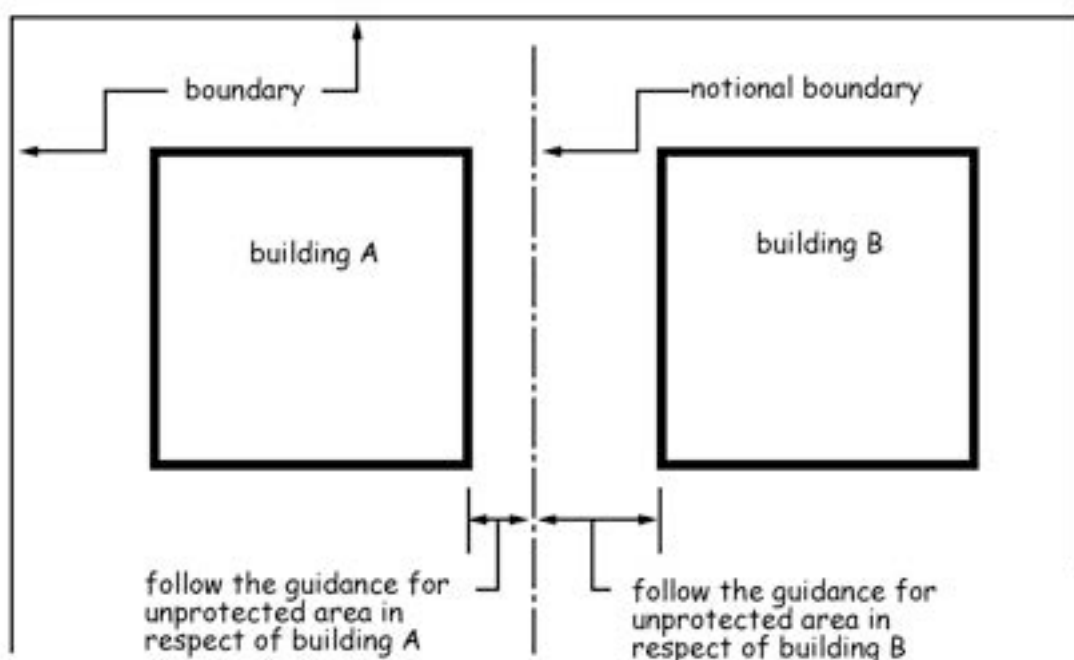 boundary
notional boundary
building A
building B
follow the guidance for
unprotected area in
respect of building A
follow the guidance for
unprotected area in
respect of building B